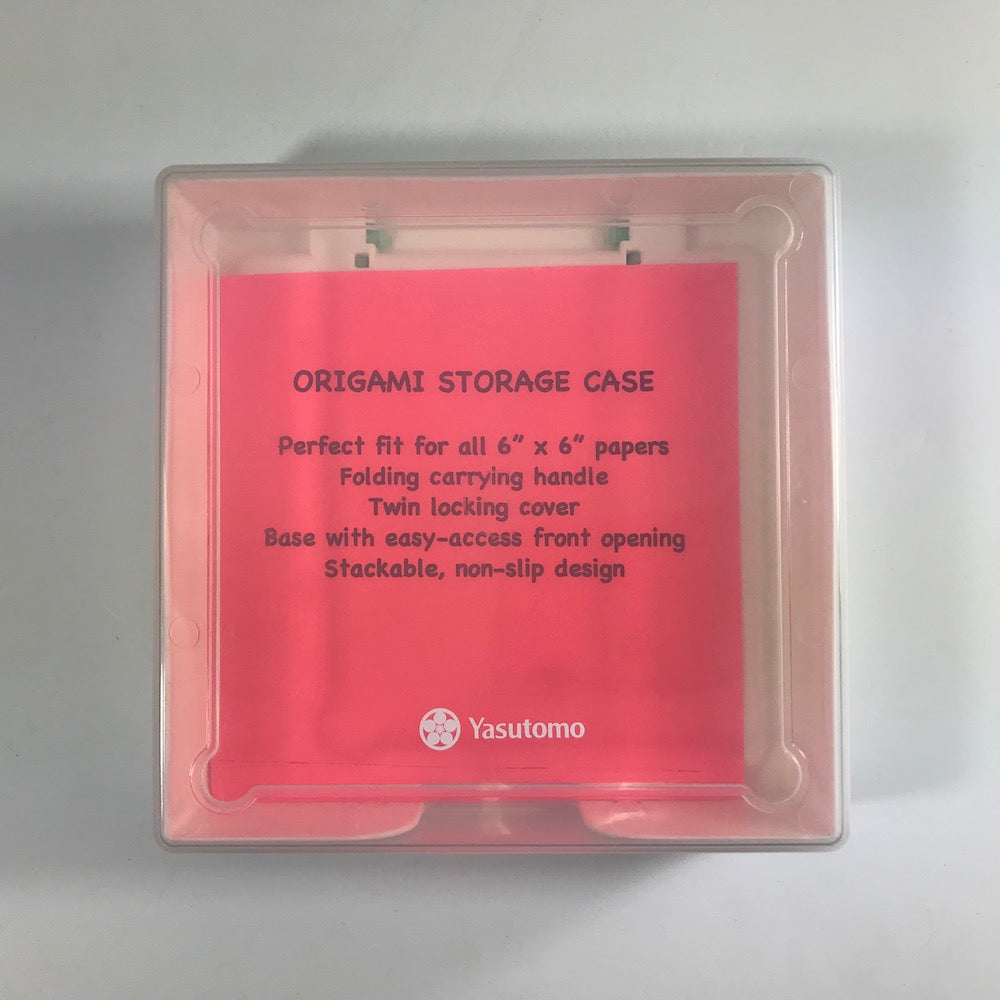 ORIGAMI STORAGE CASE
Perfect fit for all 6” x 6” papers
Folding carrying handle
Twin locking cover
Base with easy-access front opening
Stackable, non-slip design
Yasutomo